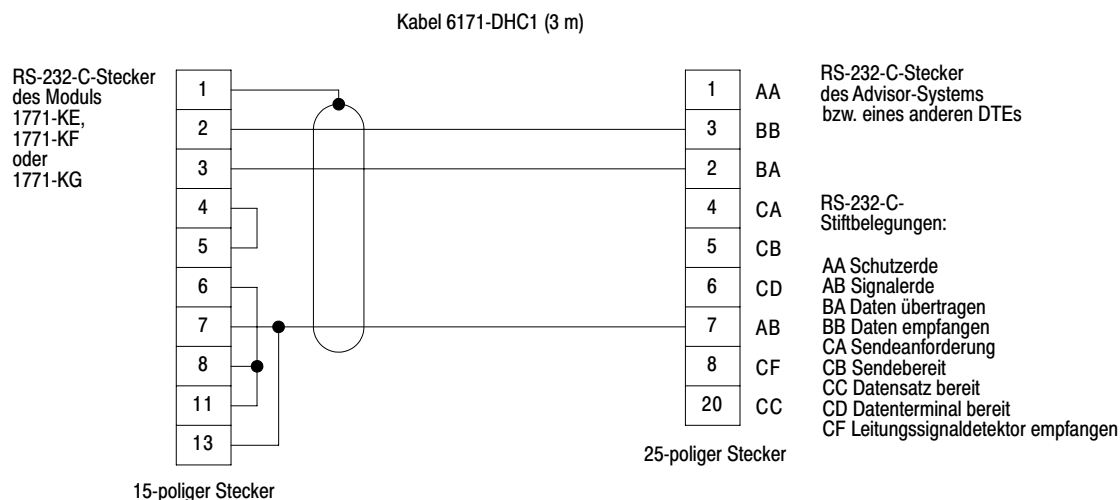 Kabel 6171-DHC1 (3 m)
RS-232-C-Stecker
des Moduls
1771-KE,
1771-KF
oder
1771-KG
1
2
3
4
5
6
7
8
11
13
15-poliger Stecker
1 AA
3 BB
2 BA
4 CA
5 CB
6 CD
7 AB
8 CF
20 CC
25-poliger Stecker
RS-232-C-Stecker
des Advisor-Systems
bzw. eines anderen DTEs
RS-232-C-
Stiftbelegungen:
AA Schutzerde
AB Signalerde
BA Daten übertragen
BB Daten empfangen
CA Sendeanforderung
CB Sendebereit
CC Datensatz bereit
CD Datenterminal bereit
CF Leitungssignaldetektor empfangen